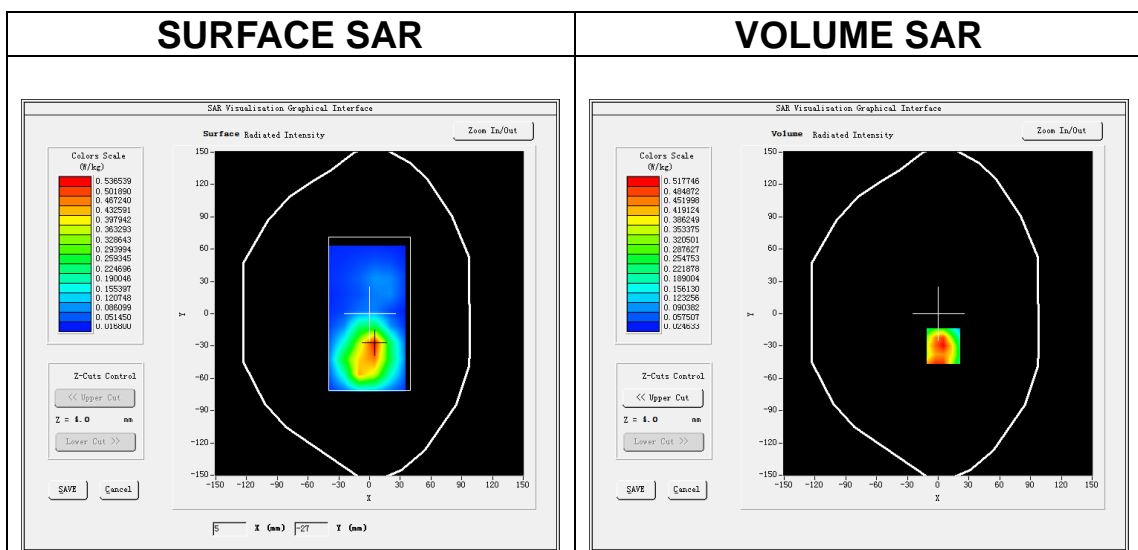 SURFACE SAR
VOLUME SAR
SAR Visualisation Graphical Interface
Surface Radiated Intensity
Zoom In/Out
Colors Scale
(W/kg)
0.536539
0.501890
0.467240
0.432591
0.397942
0.363293
0.328643
0.293994
0.259345
0.224696
0.190046
0.155397
0.120748
0.086099
0.051450
0.016800
150
120
90
60
30
0
-30
-60
-90
-120
-150
Y
-150 -120 -90 -60 -30 0 30 60 90 120 150
X
Z-Cuts Control
<< Upper Cut
Z = 4.0 mm
Lower Cut >>
SAVE Cancel
5 X (mm) -27 Y (mm)
SAR Visualisation Graphical Interface
Volume Radiated Intensity
Zoom In/Out
Colors Scale
(W/kg)
0.517746
0.484872
0.451998
0.419124
0.386249
0.353375
0.320501
0.287627
0.254753
0.221878
0.189004
0.156130
0.123256
0.090382
0.057507
0.024633
150
120
90
60
30
0
-30
-60
-90
-120
-150
Y
-150 -120 -90 -60 -30 0 30 60 90 120 150
X
Z-Cuts Control
<< Upper Cut
Z = 4.0 mm
Lower Cut >>
SAVE Cancel